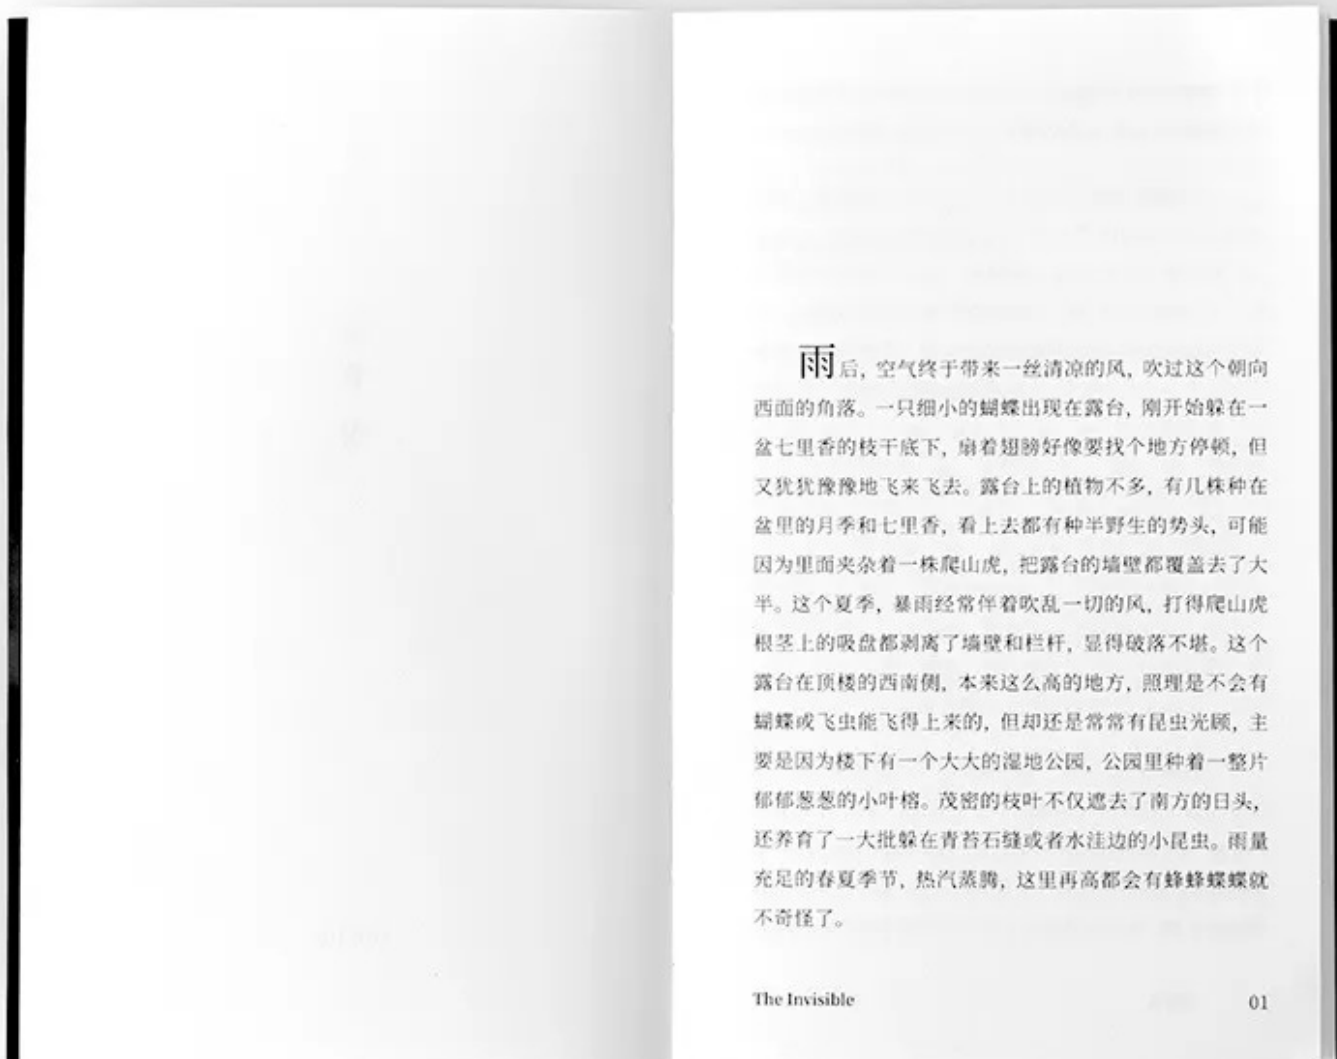 雨后，空气终于带来一丝清凉的风，吹过这个朝向
西面的角落。一只细小的蝴蝶出现在露台，刚开始躲在一
盆七里香的枝干底下，扇着翅膀好像要找个地方停顿，但
又犹犹豫豫地飞来飞去。露台上的植物不多，有几株种在
盆里的月季和七里香，看上去都有种半野生的势头，可能
因为里面夹杂着一株爬山虎，把露台的墙壁都覆盖去了大
半。这个夏季，暴雨经常伴着吹乱一切的风，打得爬山虎
根茎上的吸盘都剥离了墙壁和栏杆，显得破落不堪。这个
露台在顶楼的西南侧，本来这么高的地方，照理是不会有
蝴蝶或飞虫能飞得上来的，但却还是常常有昆虫光顾，主
要是因为楼下有一个大大的湿地公园，公园里种着一整片
郁郁葱葱的小叶榕。茂密的枝叶不仅遮去了南方的日头，
还养育了一大批躲在青苔石缝或者水洼边的小昆虫。雨量
充足的春夏季节，热汽蒸腾，这里再高都会有蜂蜂蝶蝶就
不奇怪了。
The Invisible
01